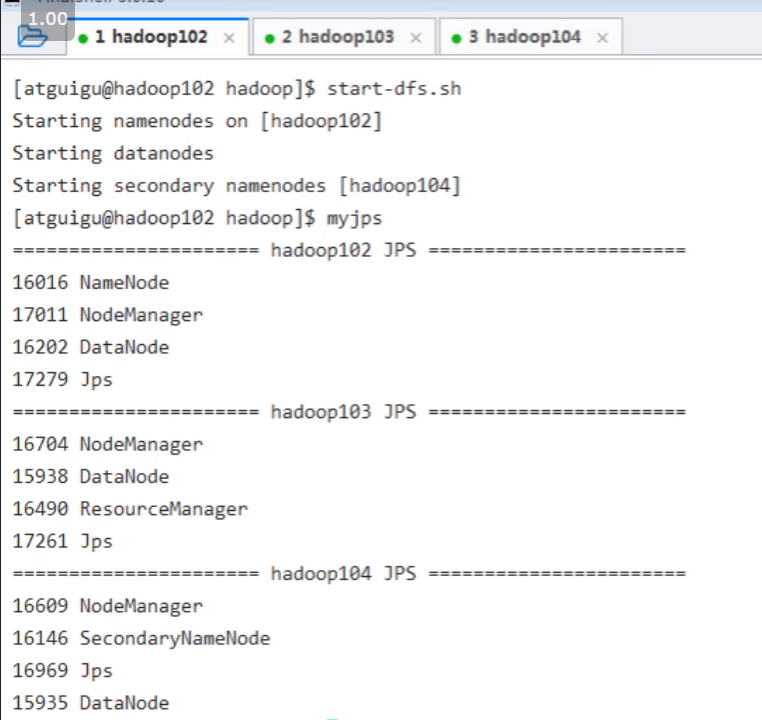 1.00
1 hadoop102 × 2 hadoop103 × 3 hadoop104 ×
[atguigu@hadoop102 hadoop]$ start-dfs.sh
Starting namenodes on [hadoop102]
Starting datanodes
Starting secondary namenodes [hadoop104]
[atguigu@hadoop102 hadoop]$ myjps
====================== hadoop102 JPS =======================
16016 NameNode
17011 NodeManager
16202 DataNode
17279 Jps
====================== hadoop103 JPS =======================
16704 NodeManager
15938 DataNode
16490 ResourceManager
17261 Jps
====================== hadoop104 JPS =======================
16609 NodeManager
16146 SecondaryNameNode
16969 Jps
15935 DataNode